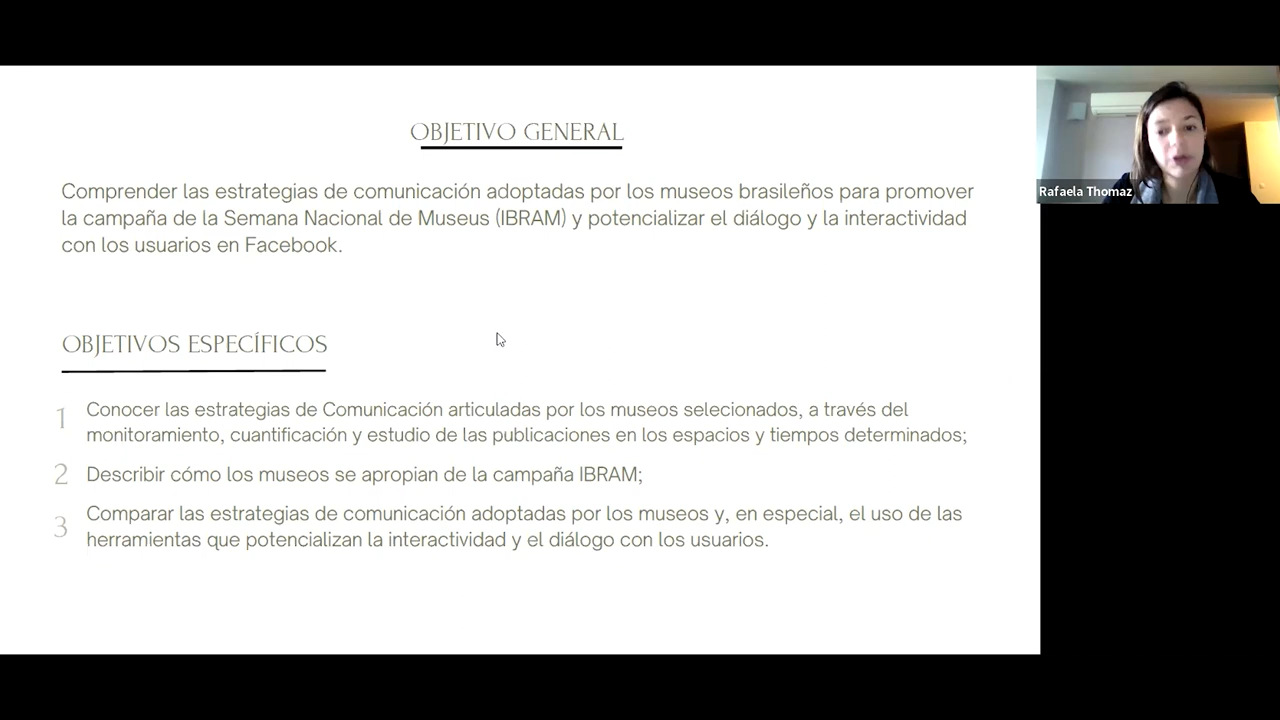 OBJETIVO GENERAL
Comprender las estrategias de comunicación adoptadas por los museos brasileños para promover
la campaña de la Semana Nacional de Museus (IBRAM) y potencializar el diálogo y la interactividad
con los usuarios en Facebook.
OBJETIVOS ESPECÍFICOS
1 Conocer las estrategias de Comunicación articuladas por los museos selecionados, a través del
monitoramiento, cuantificación y estudio de las publicaciones en los espacios y tiempos determinados;
2 Describir cómo los museos se apropian de la campaña IBRAM;
3 Comparar las estrategias de comunicación adoptadas por los museos y, en especial, el uso de las
herramientas que potencializan la interactividad y el diálogo con los usuarios.
Rafaela Thomaz